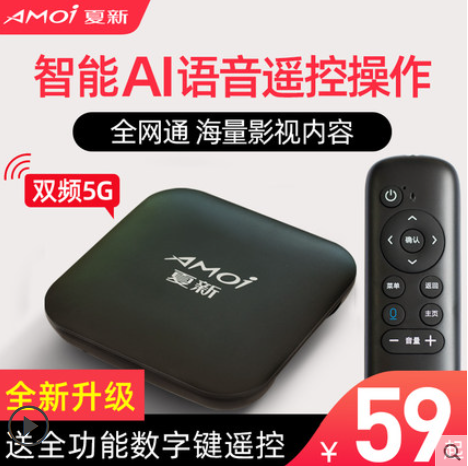 AMOi 夏新
智能AI语音遥控操作
全网通 海量影视内容
双频5G
AMOi
夏新
确认
菜单
返回
主页
− 音量 +
全新升级
送全功能数字键遥控
¥59